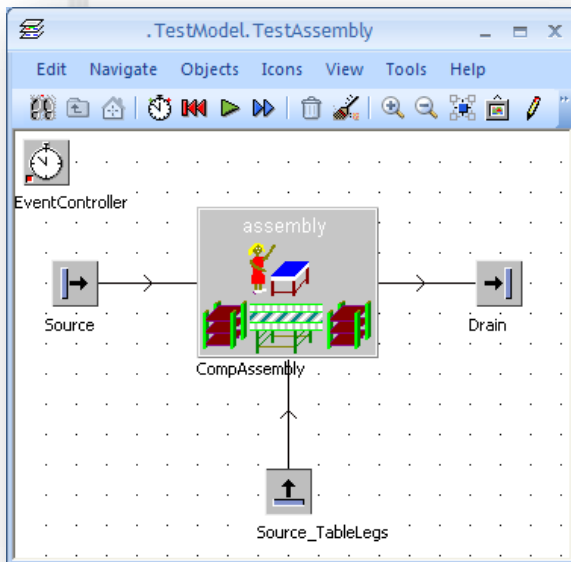 .TestModel.TestAssembly
Edit Navigate Objects Icons View Tools Help
EventController
assembly
Source
Drain
CompAssembly
Source_TableLegs